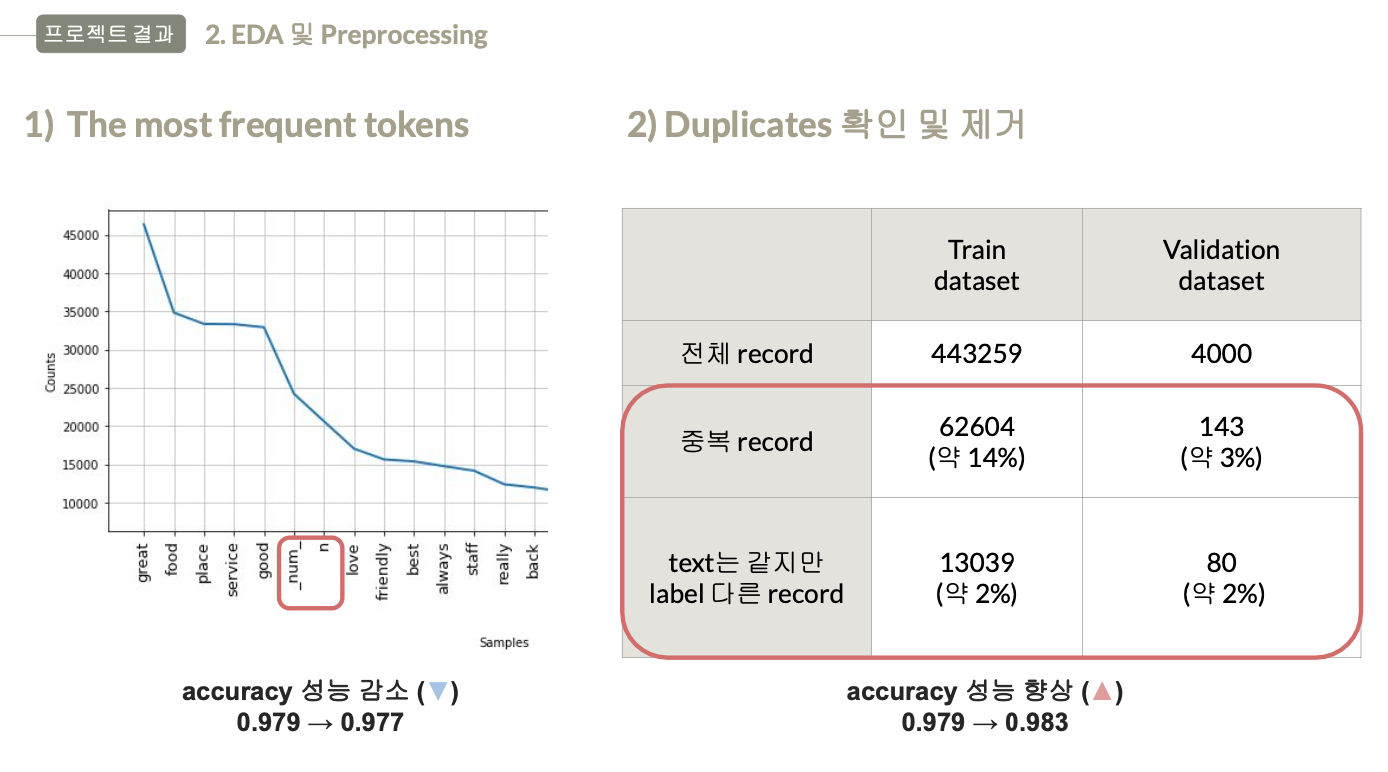 프로젝트 결과
2. EDA 및 Preprocessing
1) The most frequent tokens
45000
40000
35000
30000
25000
20000
15000
10000
Counts
great
food
place
service
good
_num_
n
love
friendly
best
always
staff
really
back
Samples
accuracy 성능 감소 (▼)
0.979 → 0.977
2) Duplicates 확인 및 제거
Train dataset
Validation dataset
전체 record
443259
4000
중복 record
62604
(약 14%)
143
(약 3%)
text는 같지만
label 다른 record
13039
(약 2%)
80
(약 2%)
accuracy 성능 향상 (▲)
0.979 → 0.983